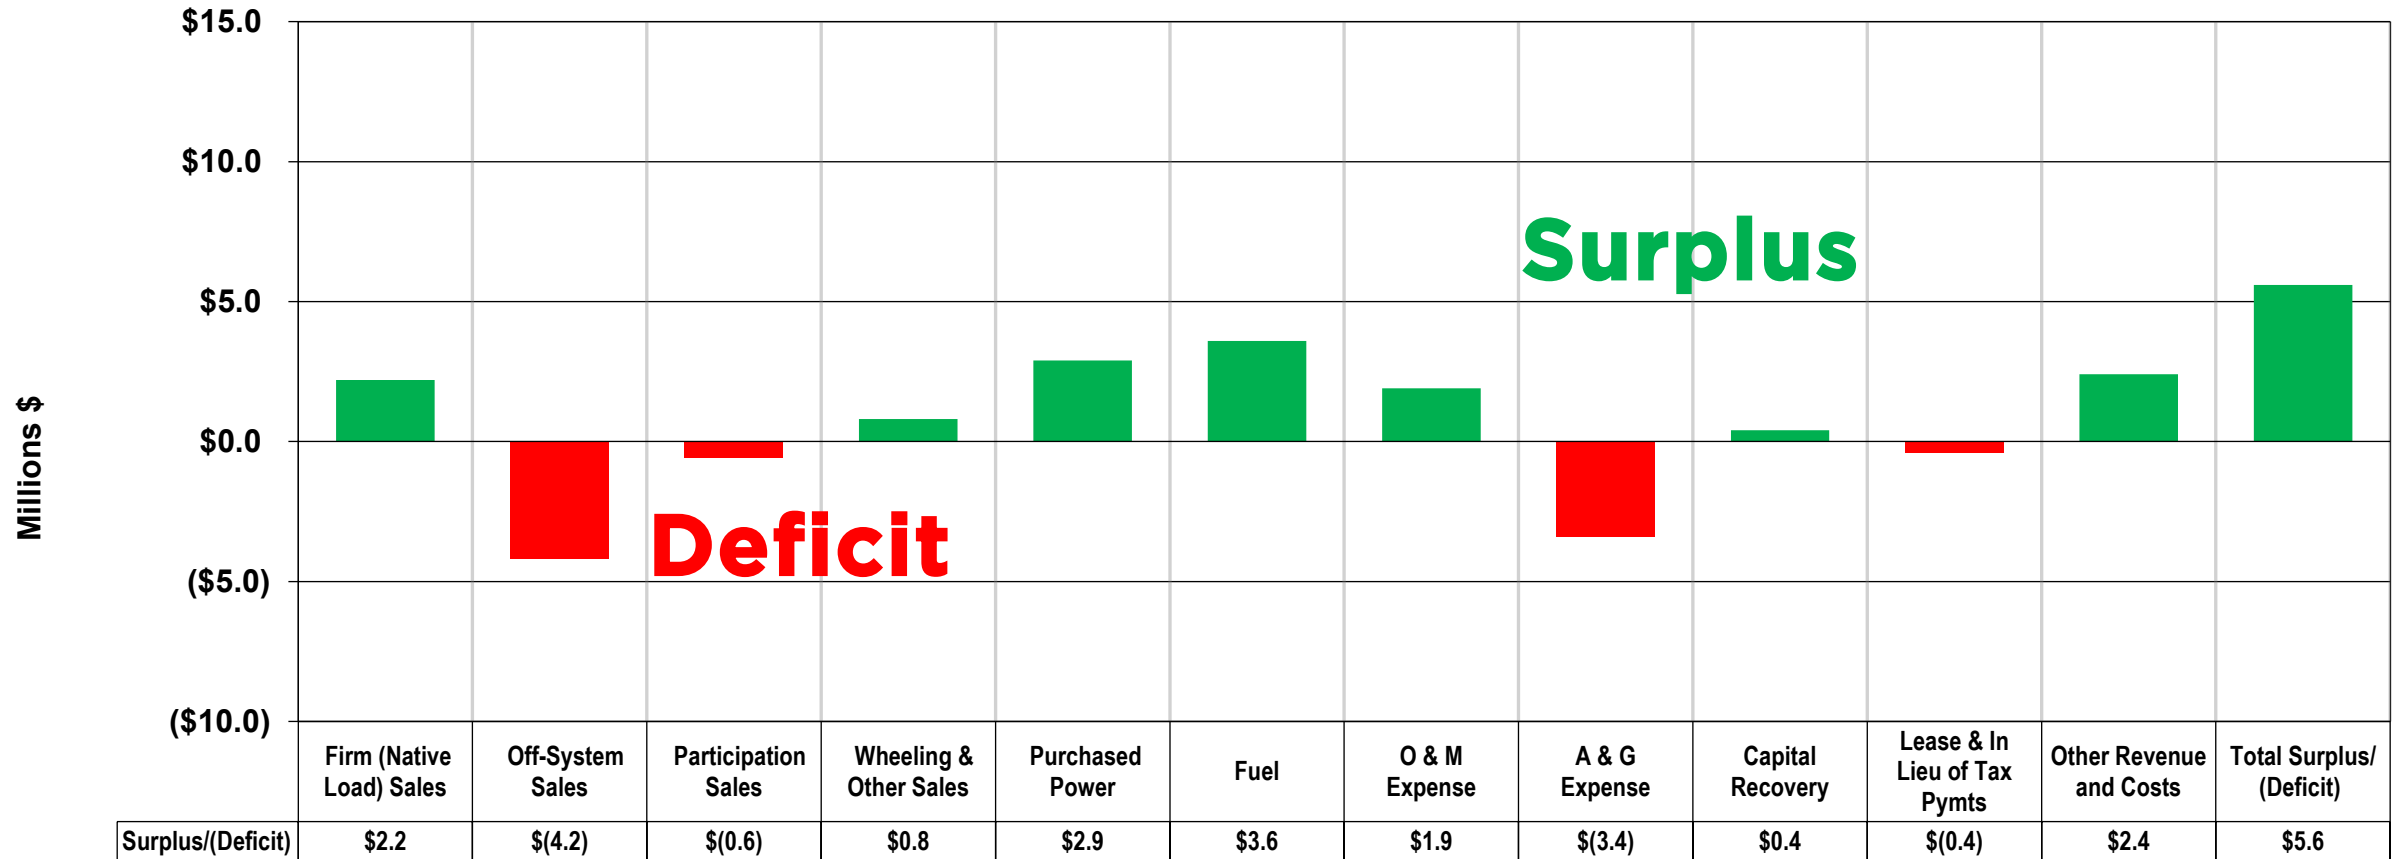 $15.0
$10.0
$5.0
$0.0
($5.0)
($10.0)
Millions $
Surplus
Deficit
Firm (Native
Load) Sales
Off-System
Sales
Participation
Sales
Wheeling &
Other Sales
Purchased
Power
Fuel
O & M
Expense
A & G
Expense
Capital
Recovery
Lease & In
Lieu of Tax
Pymts
Other Revenue
and Costs
Total Surplus/
(Deficit)
Surplus/(Deficit) $2.2 $(4.2) $(0.6) $0.8 $2.9 $3.6 $1.9 $(3.4) $0.4 $(0.4) $2.4 $5.6